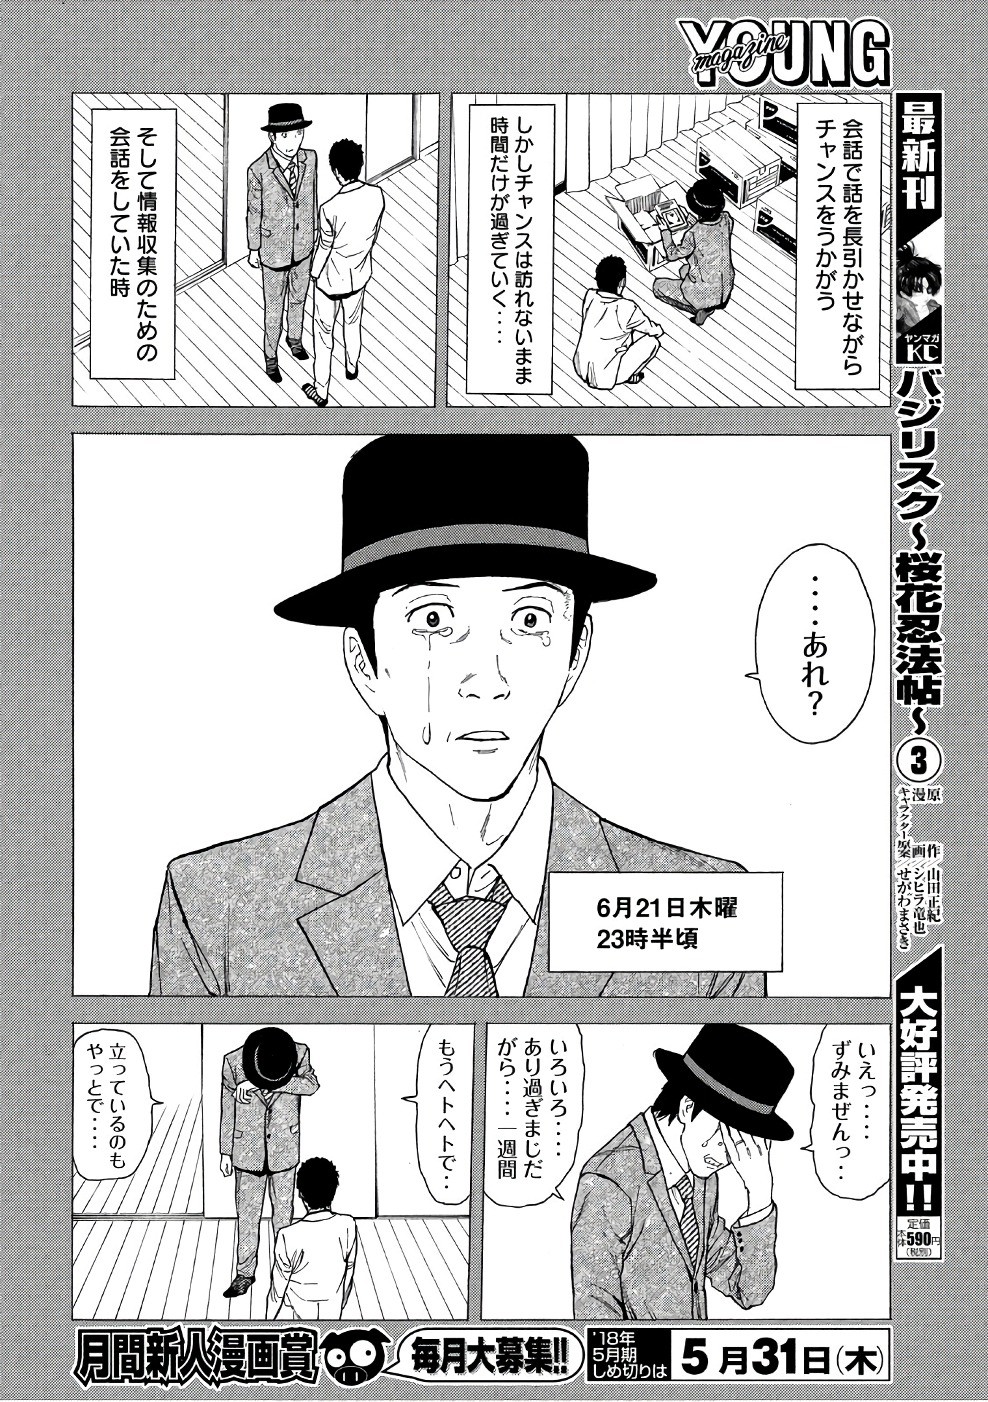 YOUNG
magazine
会話で話を長引かせながら
チャンスをうかがう
しかしチャンスは訪れないまま
時間だけが過ぎていく・・・・
そして情報収集のための
会話をしていた時
・・・・あれ?
6月21日木曜
23時半頃
いえっ・・・・
ずみまぜんっ・・
いろいろ・・・・
あり過ぎまじだ
がら・・・・一週間
もうヘトヘトで・・
立っているのも
やっとで・・・・
最新刊
ヤンマガ
KC
バジリスク~桜花忍法帖~③
原作 山田正紀
漫画 シヒラ竜也
キャラクター原案 せがわまさき
大好評発売中!!
定価
本体590円
(税別)
月間新人漫画賞
毎月大募集!!
'18年
5月期
しめ切りは
5月31日(木)